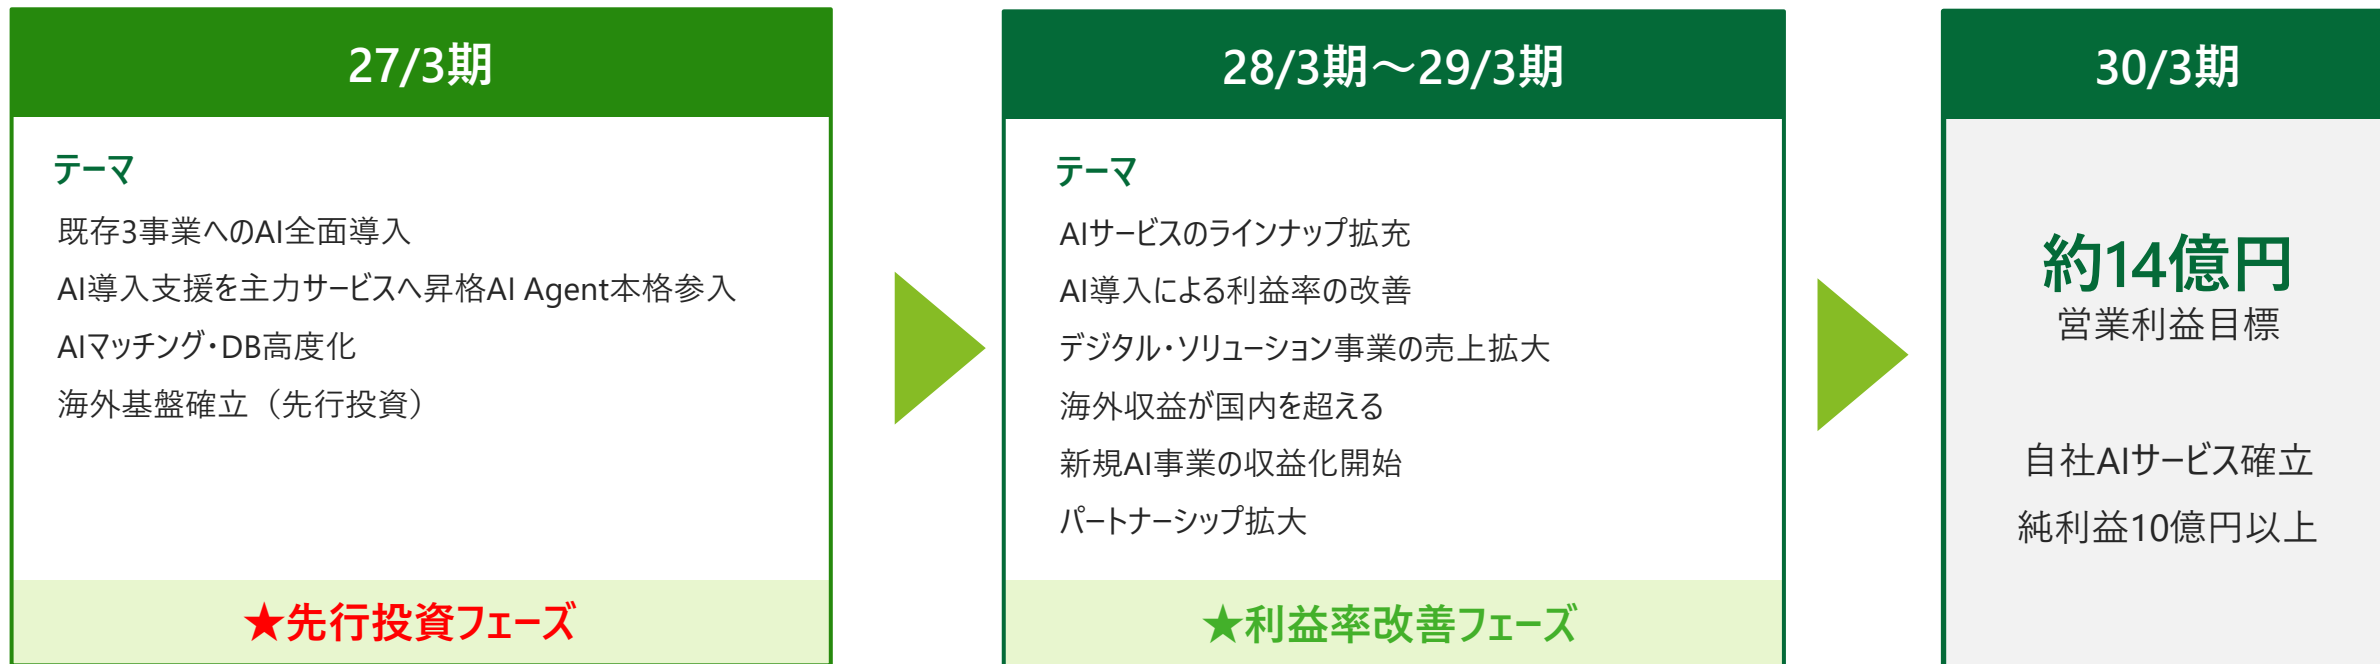 27/3期
テーマ
既存3事業へのAI全面導入
AI導入支援を主力サービスへ昇格AI Agent本格参入
AIマッチング・DB高度化
海外基盤確立（先行投資）
★先行投資フェーズ
28/3期～29/3期
テーマ
AIサービスのラインナップ拡充
AI導入による利益率の改善
デジタル・ソリューション事業の売上拡大
海外収益が国内を超える
新規AI事業の収益化開始
パートナーシップ拡大
★利益率改善フェーズ
30/3期
約14億円
営業利益目標
自社AIサービス確立
純利益10億円以上